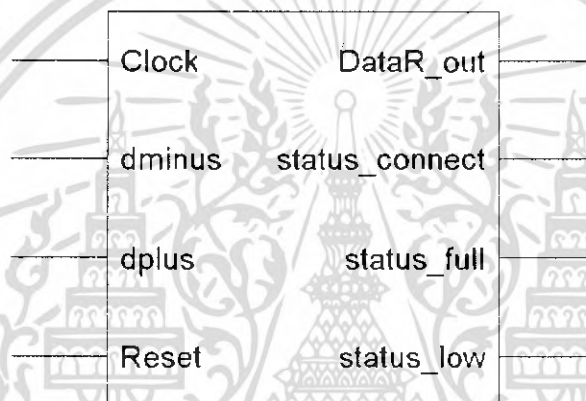 Clock DataR_out
dminus status_connect
dplus status_full
Reset status_low